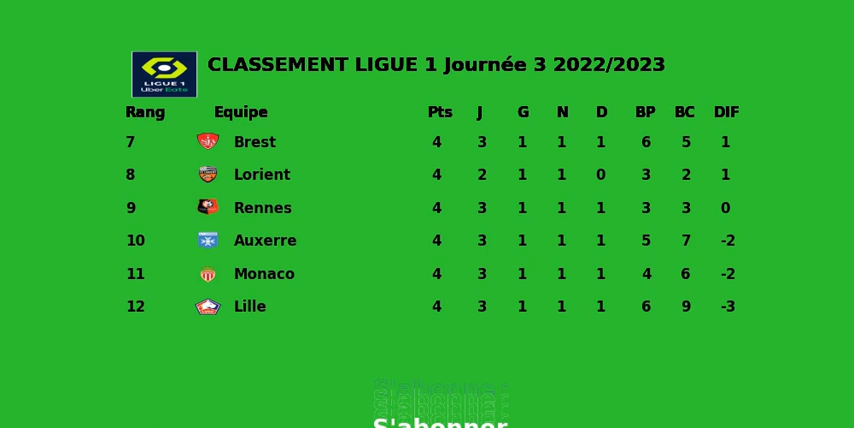 LIGUE 1
Uber Eats
CLASSEMENT LIGUE 1 Journée 3 2022/2023
Rang Equipe Pts J G N D BP BC DIF
7 Brest 4 3 1 1 1 6 5 1
8 Lorient 4 2 1 1 0 3 2 1
9 Rennes 4 3 1 1 1 3 3 0
10 Auxerre 4 3 1 1 1 5 7 -2
11 Monaco 4 3 1 1 1 4 6 -2
12 Lille 4 3 1 1 1 6 9 -3
S'abonner